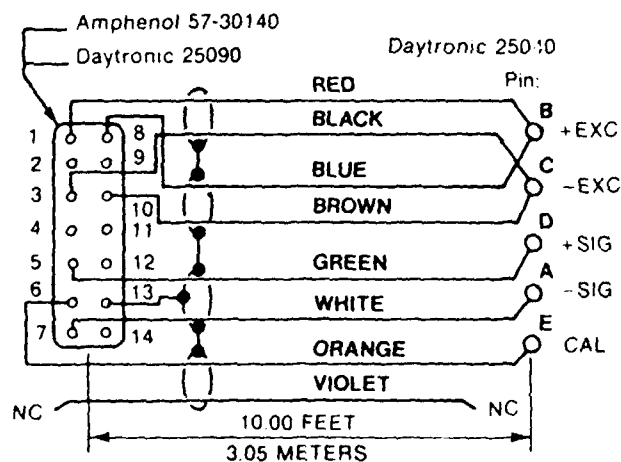 Amphenol 57-30140
Daytronic 25090
Daytronic 25040
Pin:
RED
B
+EXC
BLACK
1
8
2
9
BLUE
C
-EXC
3
10
BROWN
D
+SIG
4
11
5
12
GREEN
A
-SIG
6
13
WHITE
E
CAL
7
14
ORANGE
VIOLET
NC
NC
10.00 FEET
3.05 METERS